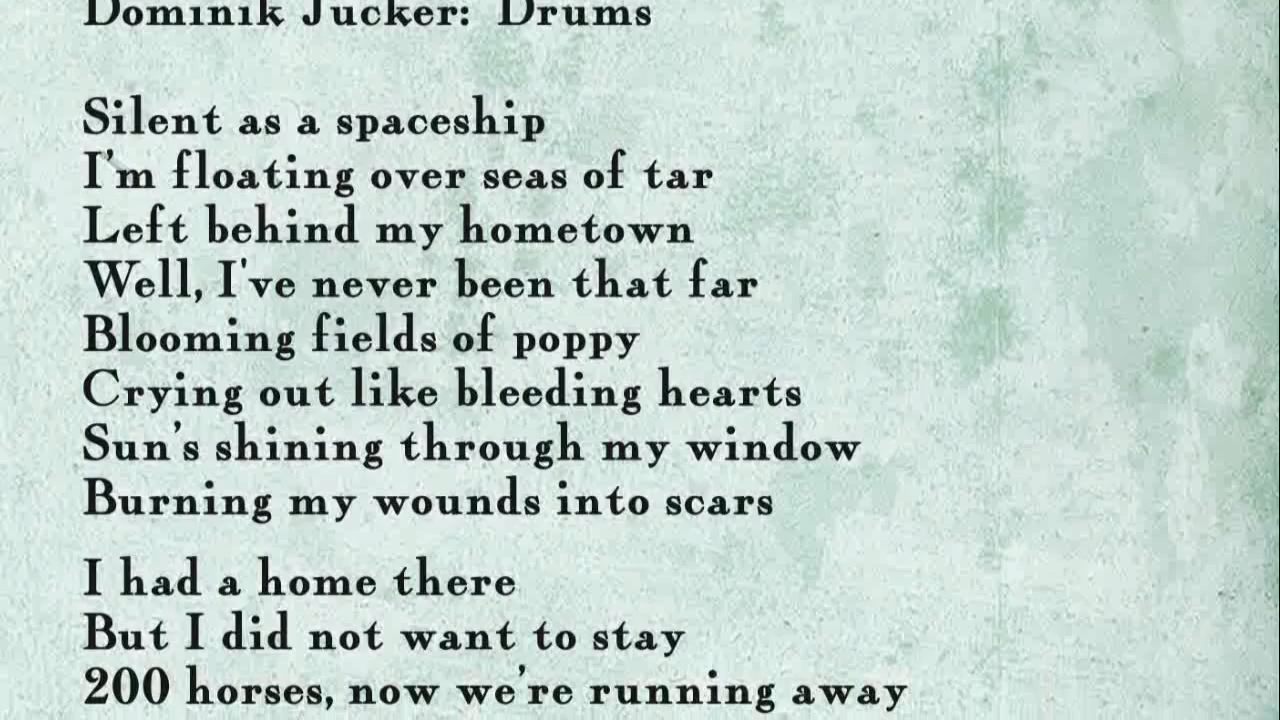 Dominik Jucker: Drums
Silent as a spaceship
I'm floating over seas of tar
Left behind my hometown
Well, I've never been that far
Blooming fields of poppy
Crying out like bleeding hearts
Sun's shining through my window
Burning my wounds into scars
I had a home there
But I did not want to stay
200 horses, now we're running away